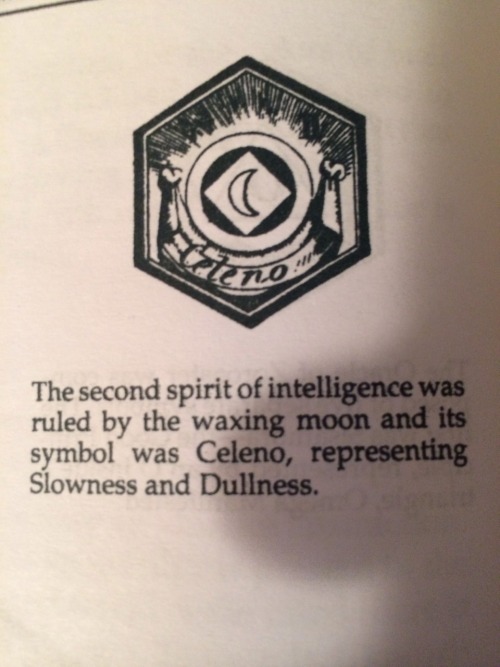 Celeno
The second spirit of intelligence was
ruled by the waxing moon and its
symbol was Celeno, representing
Slowness and Dullness.